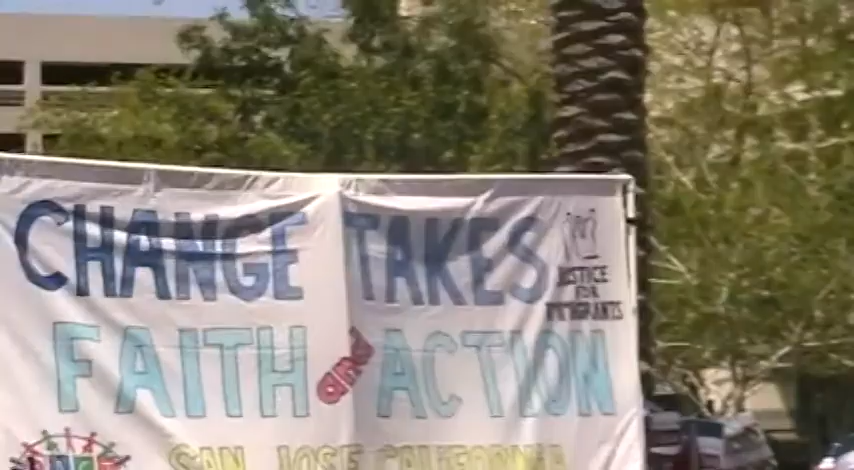 CHANGE TAKES
JUSTICE
FOR
IMMIGRANTS
FAITH and ACTION
SAN JOSE CALIFORNIA